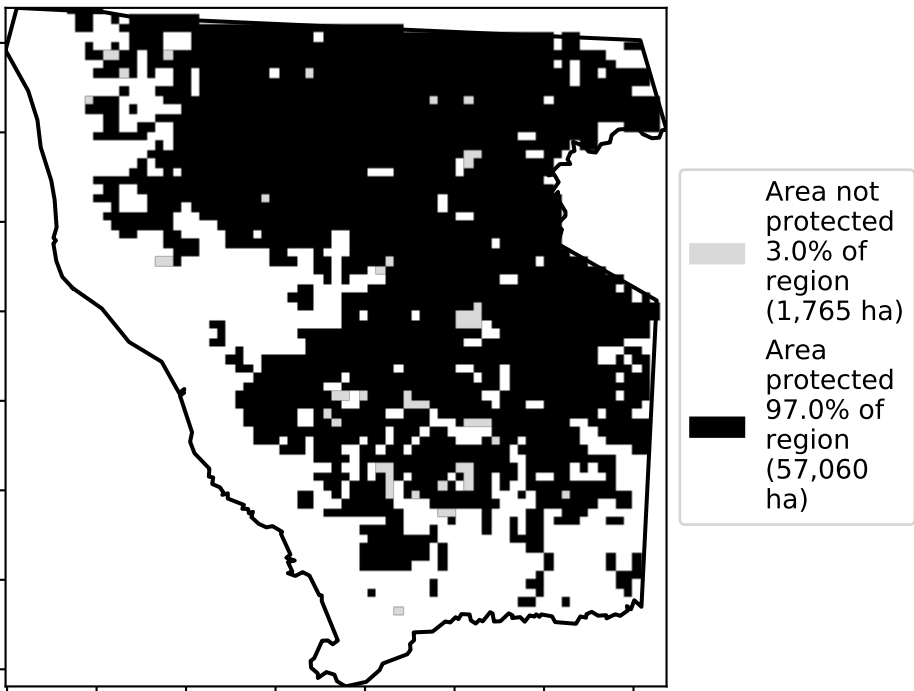 Area not
protected
3.0% of
region
(1,765 ha)
Area
protected
97.0% of
region
(57,060
ha)